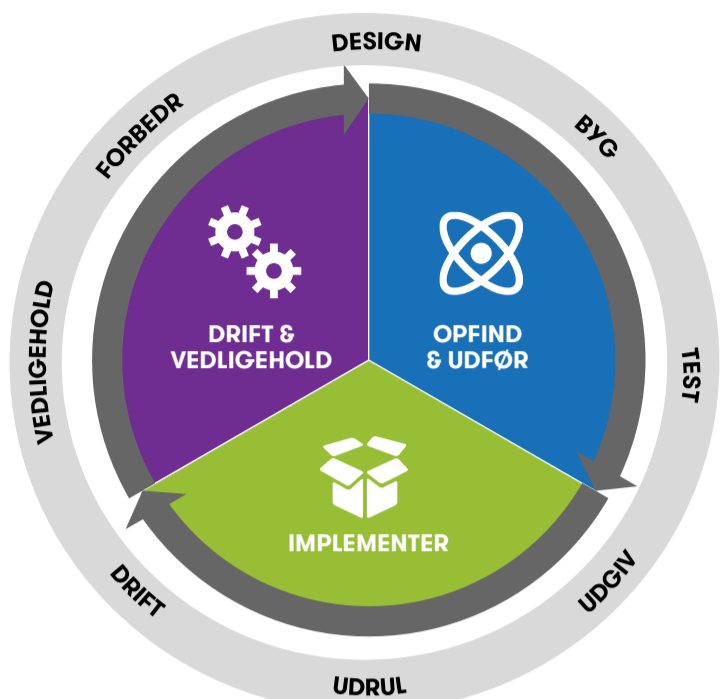 DESIGN
BYG
TEST
UDGIV
UDRUL
DRIFT
VEDLIGEHOLD
FORBEDR
DRIFT &
VEDLIGEHOLD
OPFIND
& UDFØR
IMPLEMENTER